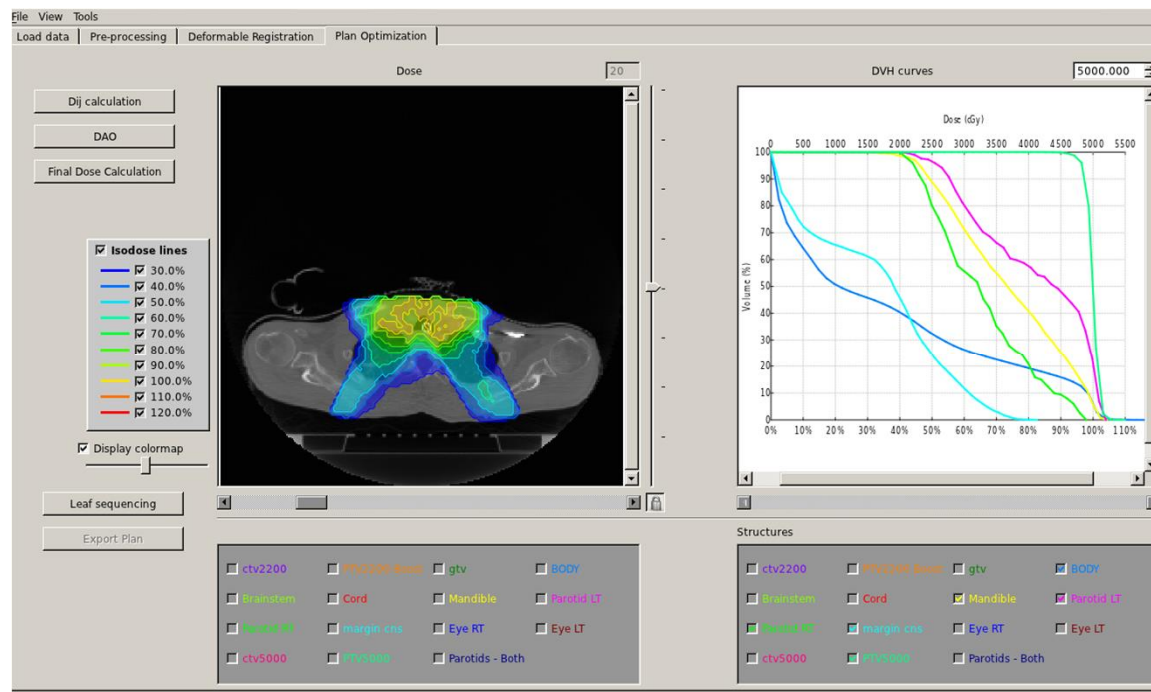 File View Tools
Load data Pre-processing Deformable Registration Plan Optimization
Dose 20 DVH curves 5000.000
Dij calculation
DAO
Final Dose Calculation
Isodose lines
30.0%
40.0%
50.0%
60.0%
70.0%
80.0%
90.0%
100.0%
110.0%
120.0%
Display colormap
Leaf sequencing
Export Plan
Dose (cGy)
0 500 1000 1500 2000 2500 3000 3500 4000 4500 5000 5500
Volume (%)
100
90
80
70
60
50
40
30
20
10
0
0% 10% 20% 30% 40% 50% 60% 70% 80% 90% 100% 110%
ctv2200 gtv BODY
Brainstem Cord Mandible Parotid LT
Parotid RT margin cns Eye RT Eye LT
ctv5000 PTV5000 Parotids - Both
Structures
ctv2200 gtv BODY
Brainstem Cord Mandible Parotid LT
Parotid RT margin cns Eye RT Eye LT
ctv5000 PTV5000 Parotids - Both